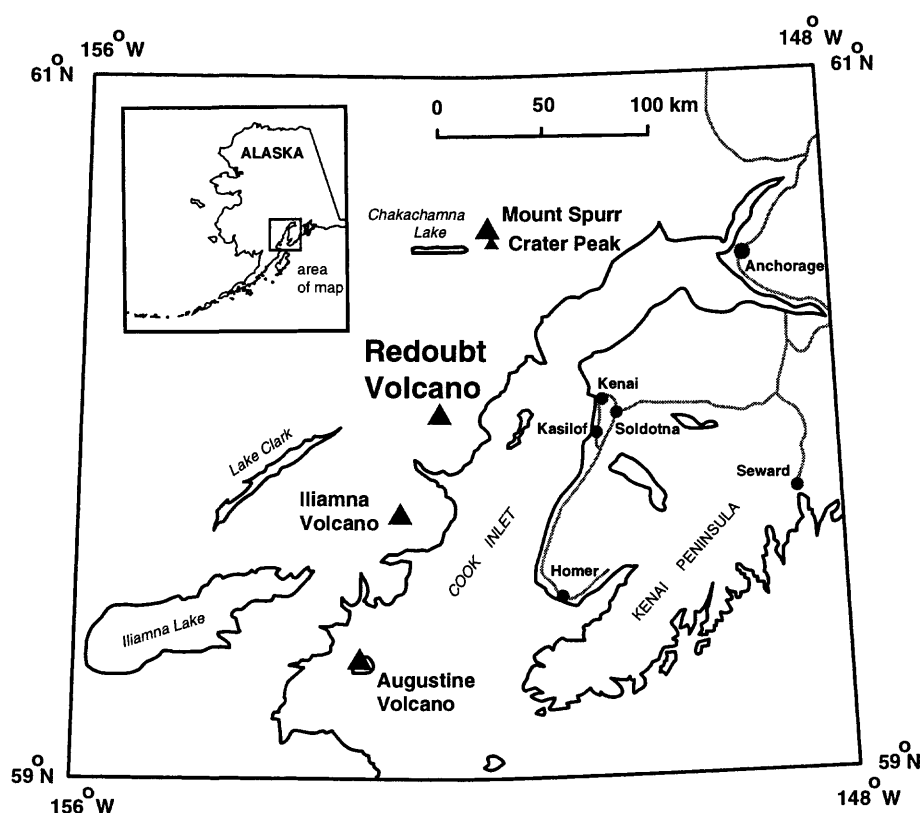 156° W
148° W
61° N
61° N
0 50 100 km
ALASKA
area
of map
Chakachamna
Lake
Mount Spurr
Crater Peak
Anchorage
Redoubt
Volcano
Kenai
Kasilof
Soldotna
Lake Clark
Seward
Iliamna
Volcano
COOK INLET
KENAI PENINSULA
Homer
Iliamna Lake
Augustine
Volcano
59° N
59° N
156° W
148° W